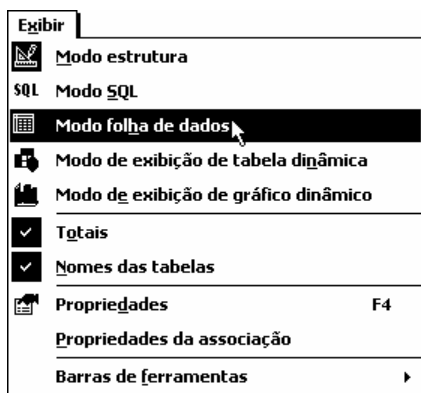 Exibir
Modo estrutura
SQL Modo SQL
Modo folha de dados
Modo de exibição de tabela dinâmica
Modo de exibição de gráfico dinâmico
Totais
Nomes das tabelas
Propriedades F4
Propriedades da associação
Barras de ferramentas